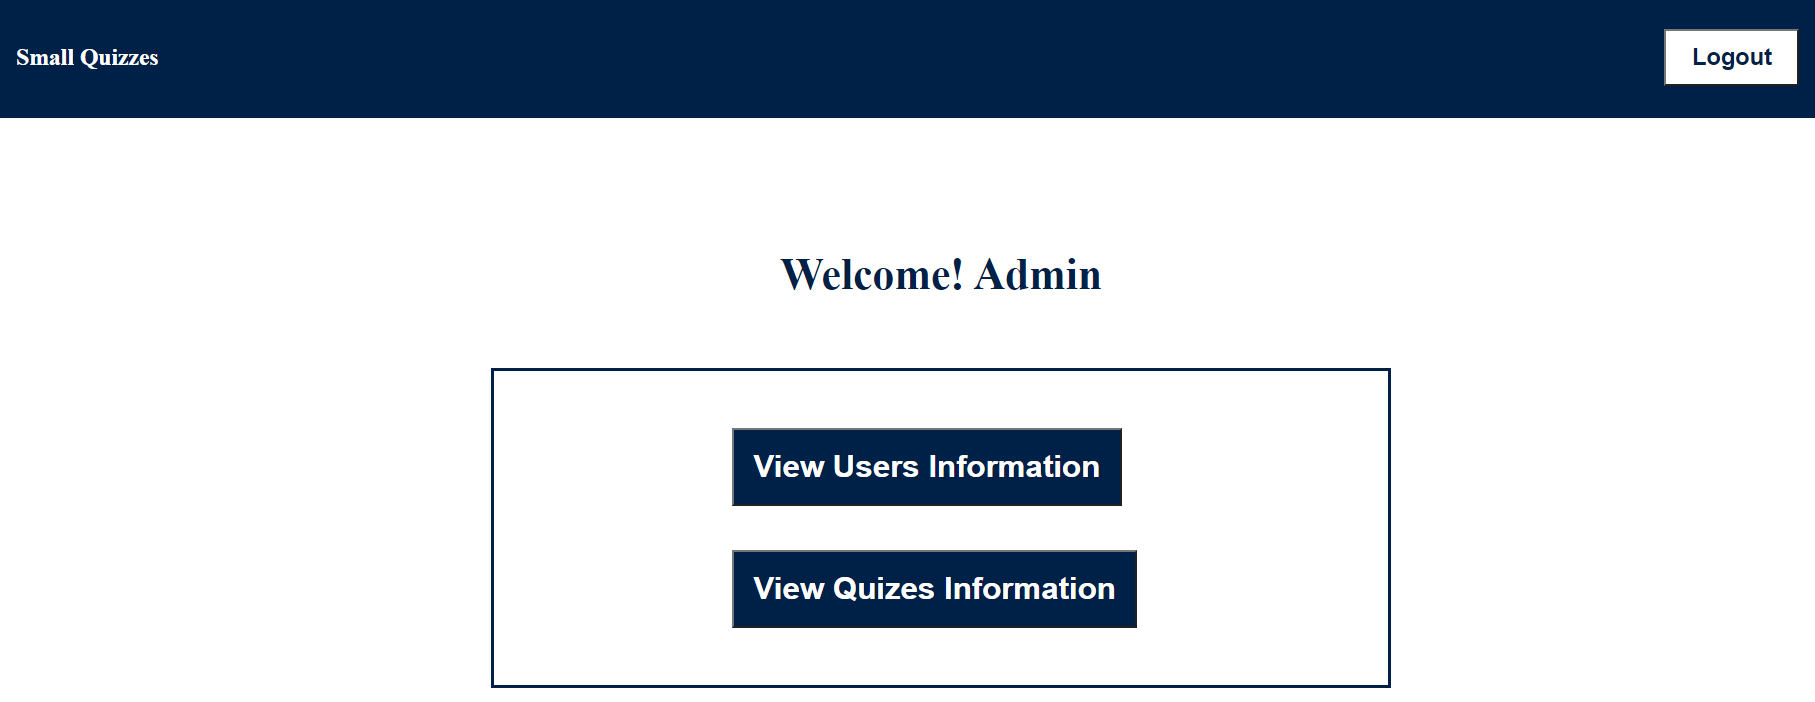 Small Quizzes
Logout
Welcome! Admin
View Users Information
View Quizes Information